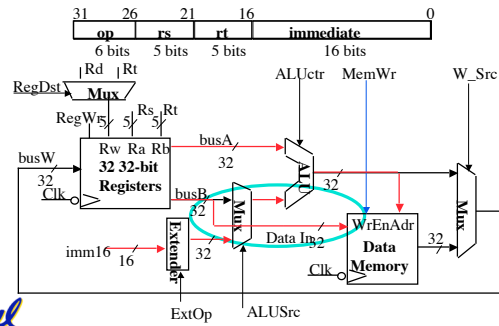 31 26 21 16 0
op rs rt immediate
6 bits 5 bits 5 bits 16 bits
Rd Rt
RegDst Mux
ALUctr MemWr W_Src
RegWr 5 5 Rs 5 Rt
busA
Rw Ra Rb
busW
32
32 32-bit
Registers
32
Clk
busB
32
ALU
32
Mux
Mux
WrEn Adr
Data In 32
Data
Memory
32
imm16
16
Extender
32
Clk
ExtOp ALUSrc